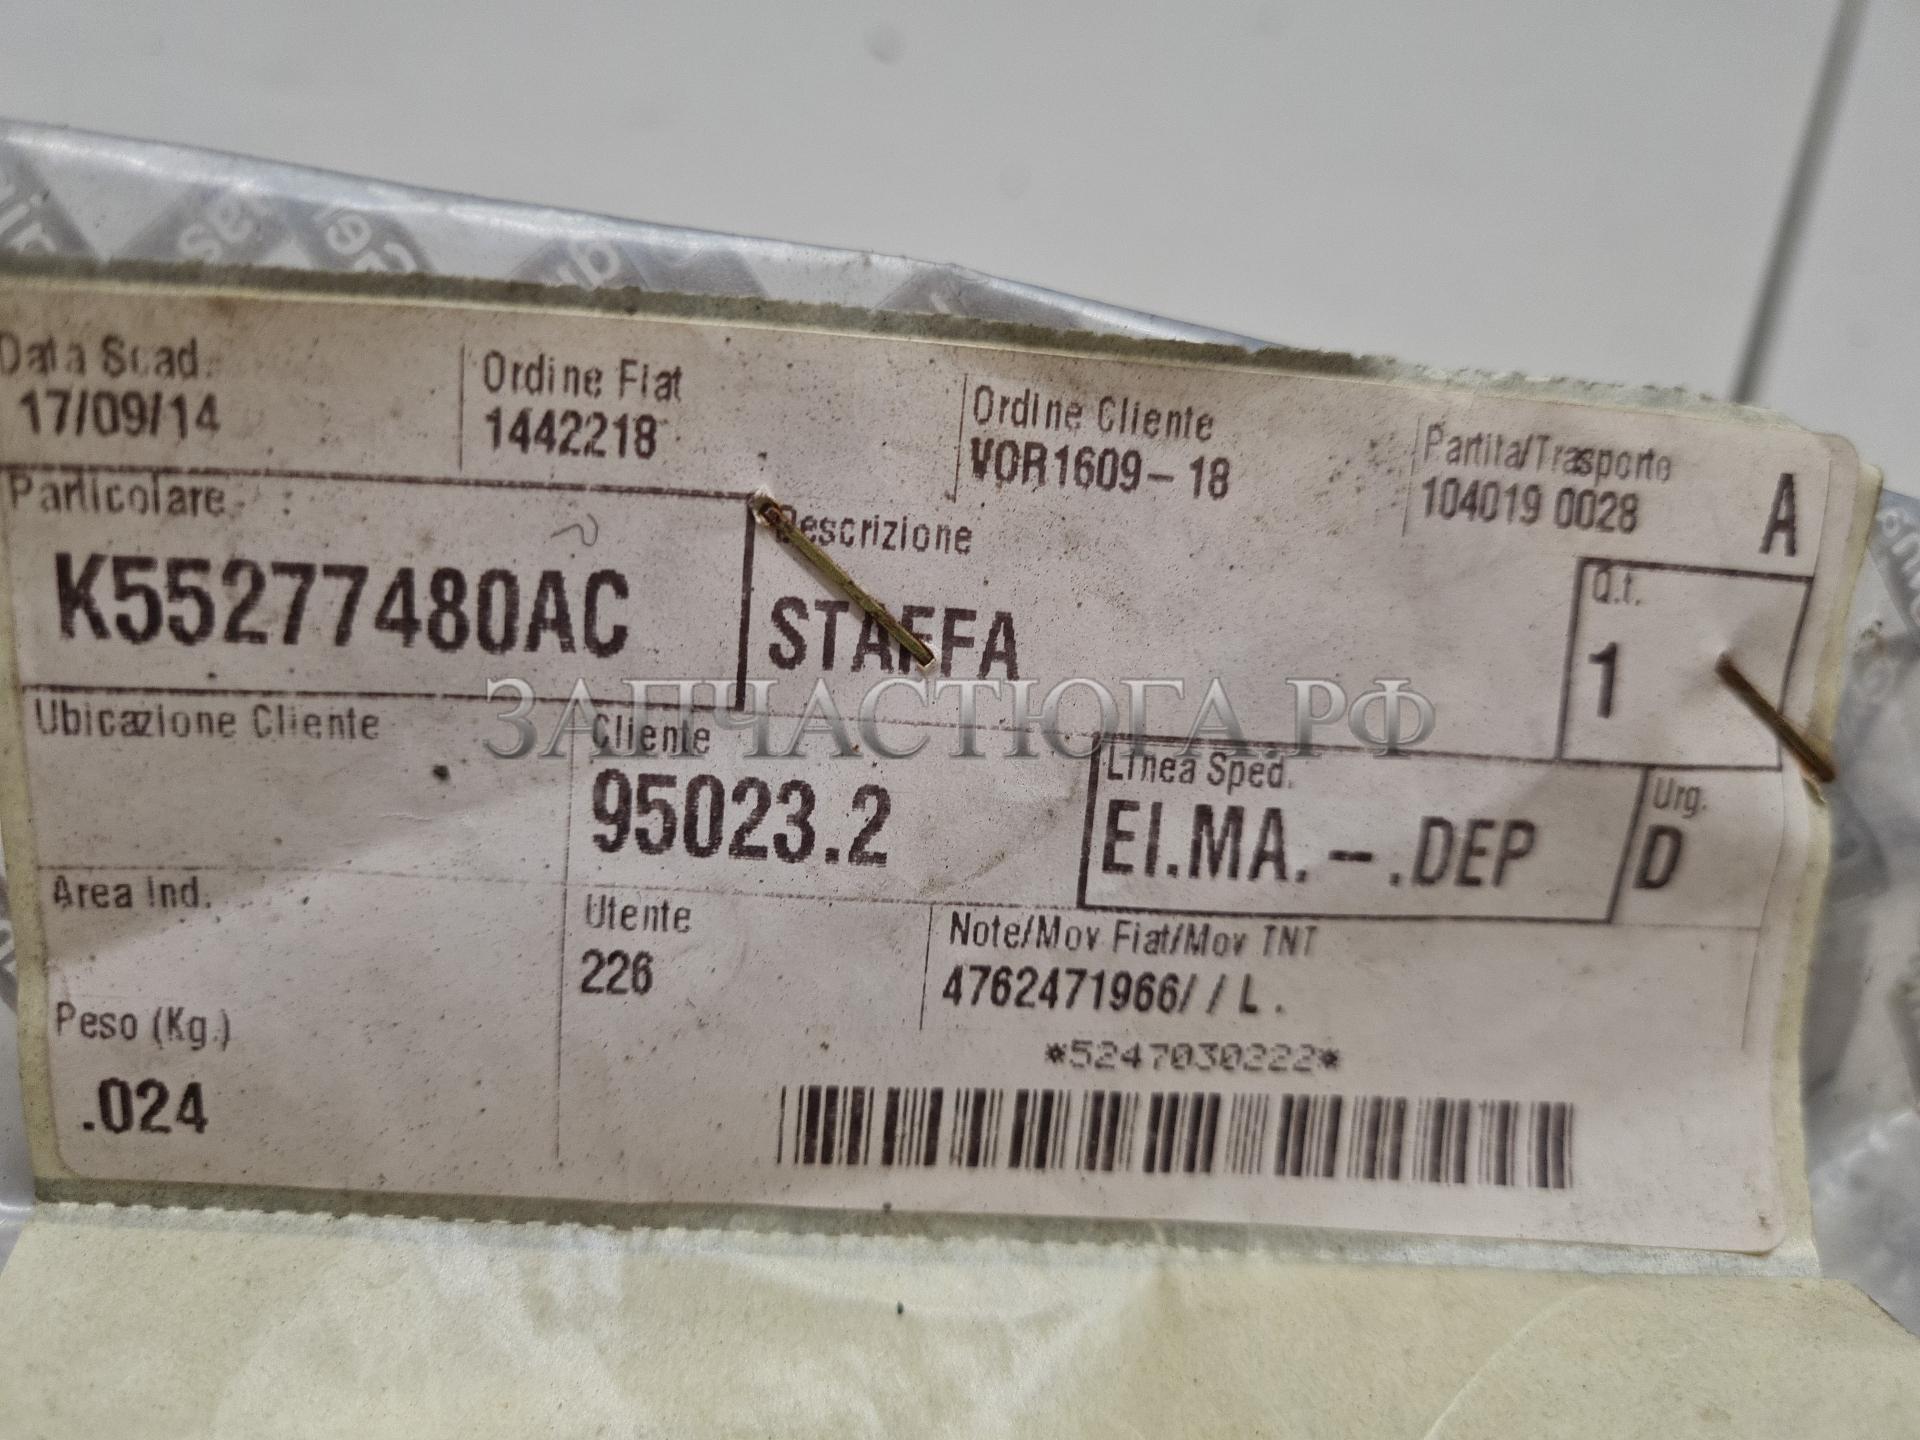 Data Scad.
17/09/14
Ordine Fiat
1442218
Ordine Cliente
VOR1609-18
Partita/Trasporto
104019 0028
A
Particolare
K55277480AC
Descrizione
STAFFA
Q.t.
1
ЗАПЧАСТЮГА.РФ
Ubicazione Cliente
Cliente
95023.2
Linea Sped.
EI.MA.-.DEP
Urg.
D
Area Ind.
Utente
226
Note/Mov Fiat/Mov TNT
4762471966/ / L .
Peso (Kg.)
.024
*5247030222*